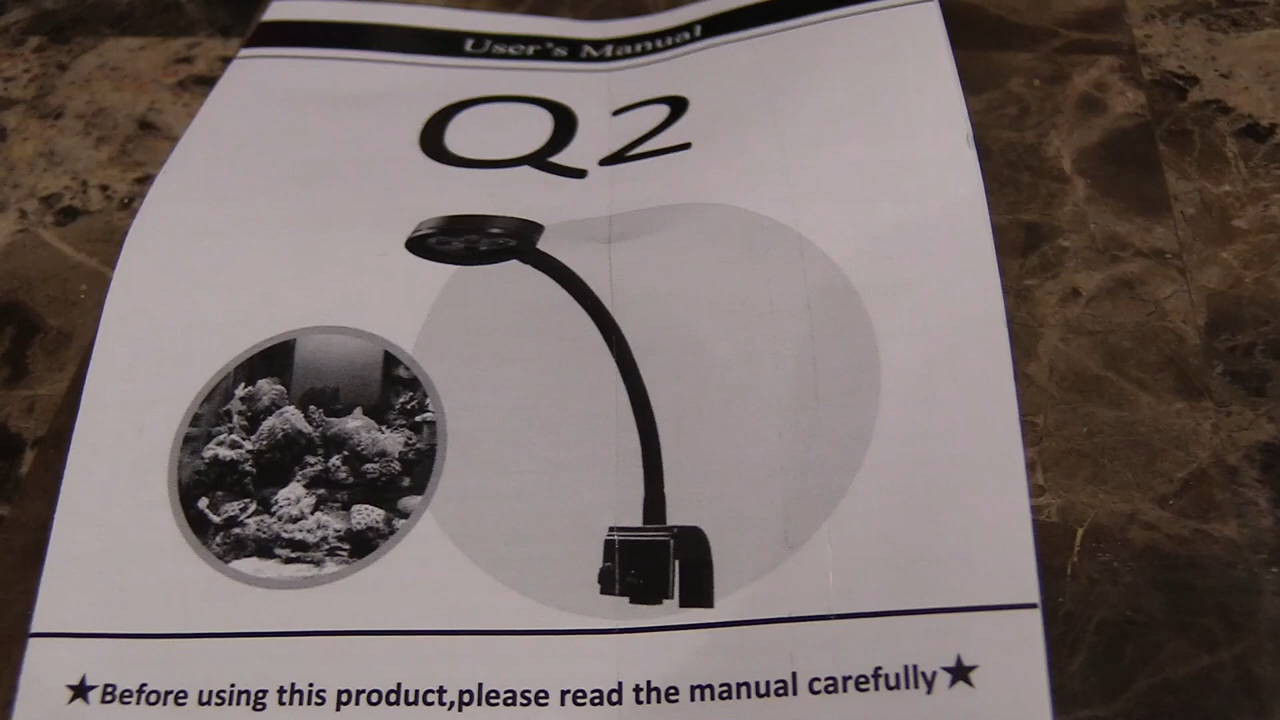 User's Manual
Q2
★Before using this product,please read the manual carefully★